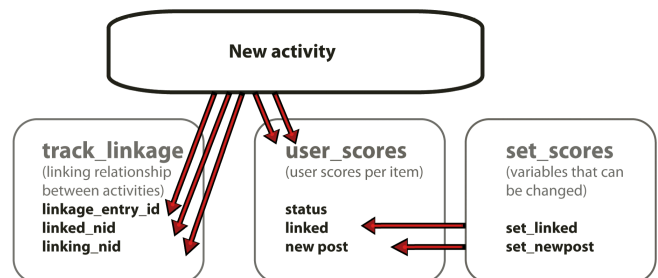 New activity
track_linkage
(linking relationship
between activities)
linkage_entry_id
linked_nid
linking_nid
user_scores
(user scores per item)
status
linked
new post
set_scores
(variables that can
be changed)
set_linked
set_newpost